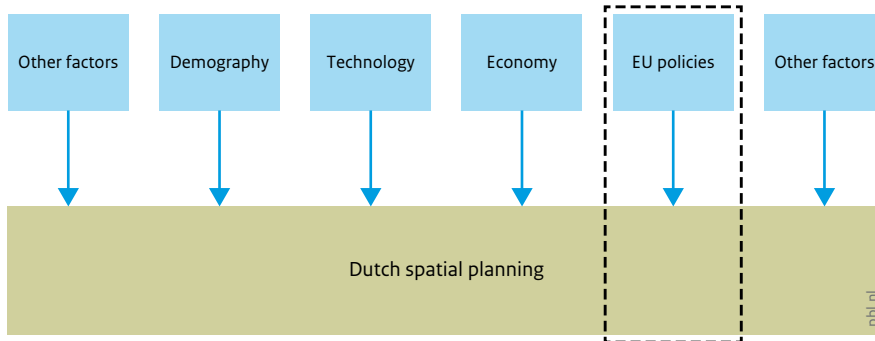 Other factors
Demography
Technology
Economy
EU policies
Other factors
Dutch spatial planning
pbl.nl